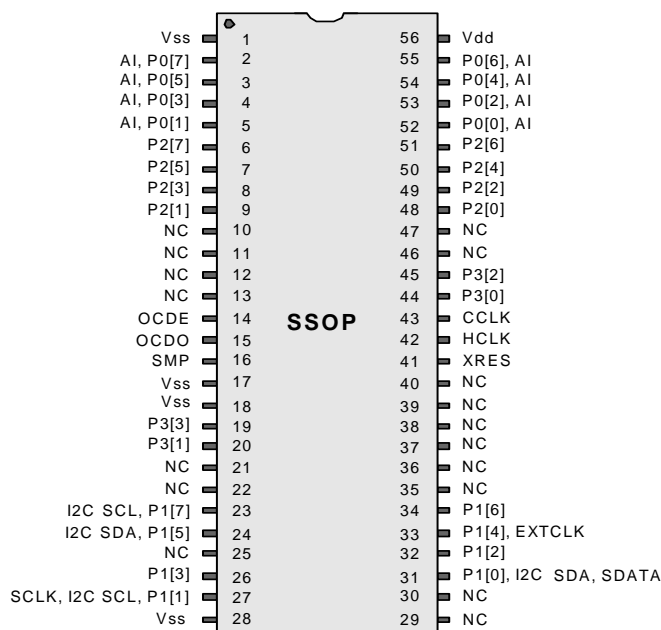 Vss 1 56 Vdd
AI, P0[7] 2 55 P0[6], AI
AI, P0[5] 3 54 P0[4], AI
AI, P0[3] 4 53 P0[2], AI
AI, P0[1] 5 52 P0[0], AI
P2[7] 6 51 P2[6]
P2[5] 7 50 P2[4]
P2[3] 8 49 P2[2]
P2[1] 9 48 P2[0]
NC 10 47 NC
NC 11 46 NC
NC 12 45 P3[2]
NC 13 44 P3[0]
OCDE 14 SSOP 43 CCLK
OCDO 15 42 HCLK
SMP 16 41 XRES
Vss 17 40 NC
Vss 18 39 NC
P3[3] 19 38 NC
P3[1] 20 37 NC
NC 21 36 NC
NC 22 35 NC
I2C SCL, P1[7] 23 34 P1[6]
I2C SDA, P1[5] 24 33 P1[4], EXTCLK
NC 25 32 P1[2]
P1[3] 26 31 P1[0], I2C SDA, SDATA
SCLK, I2C SCL, P1[1] 27 30 NC
Vss 28 29 NC